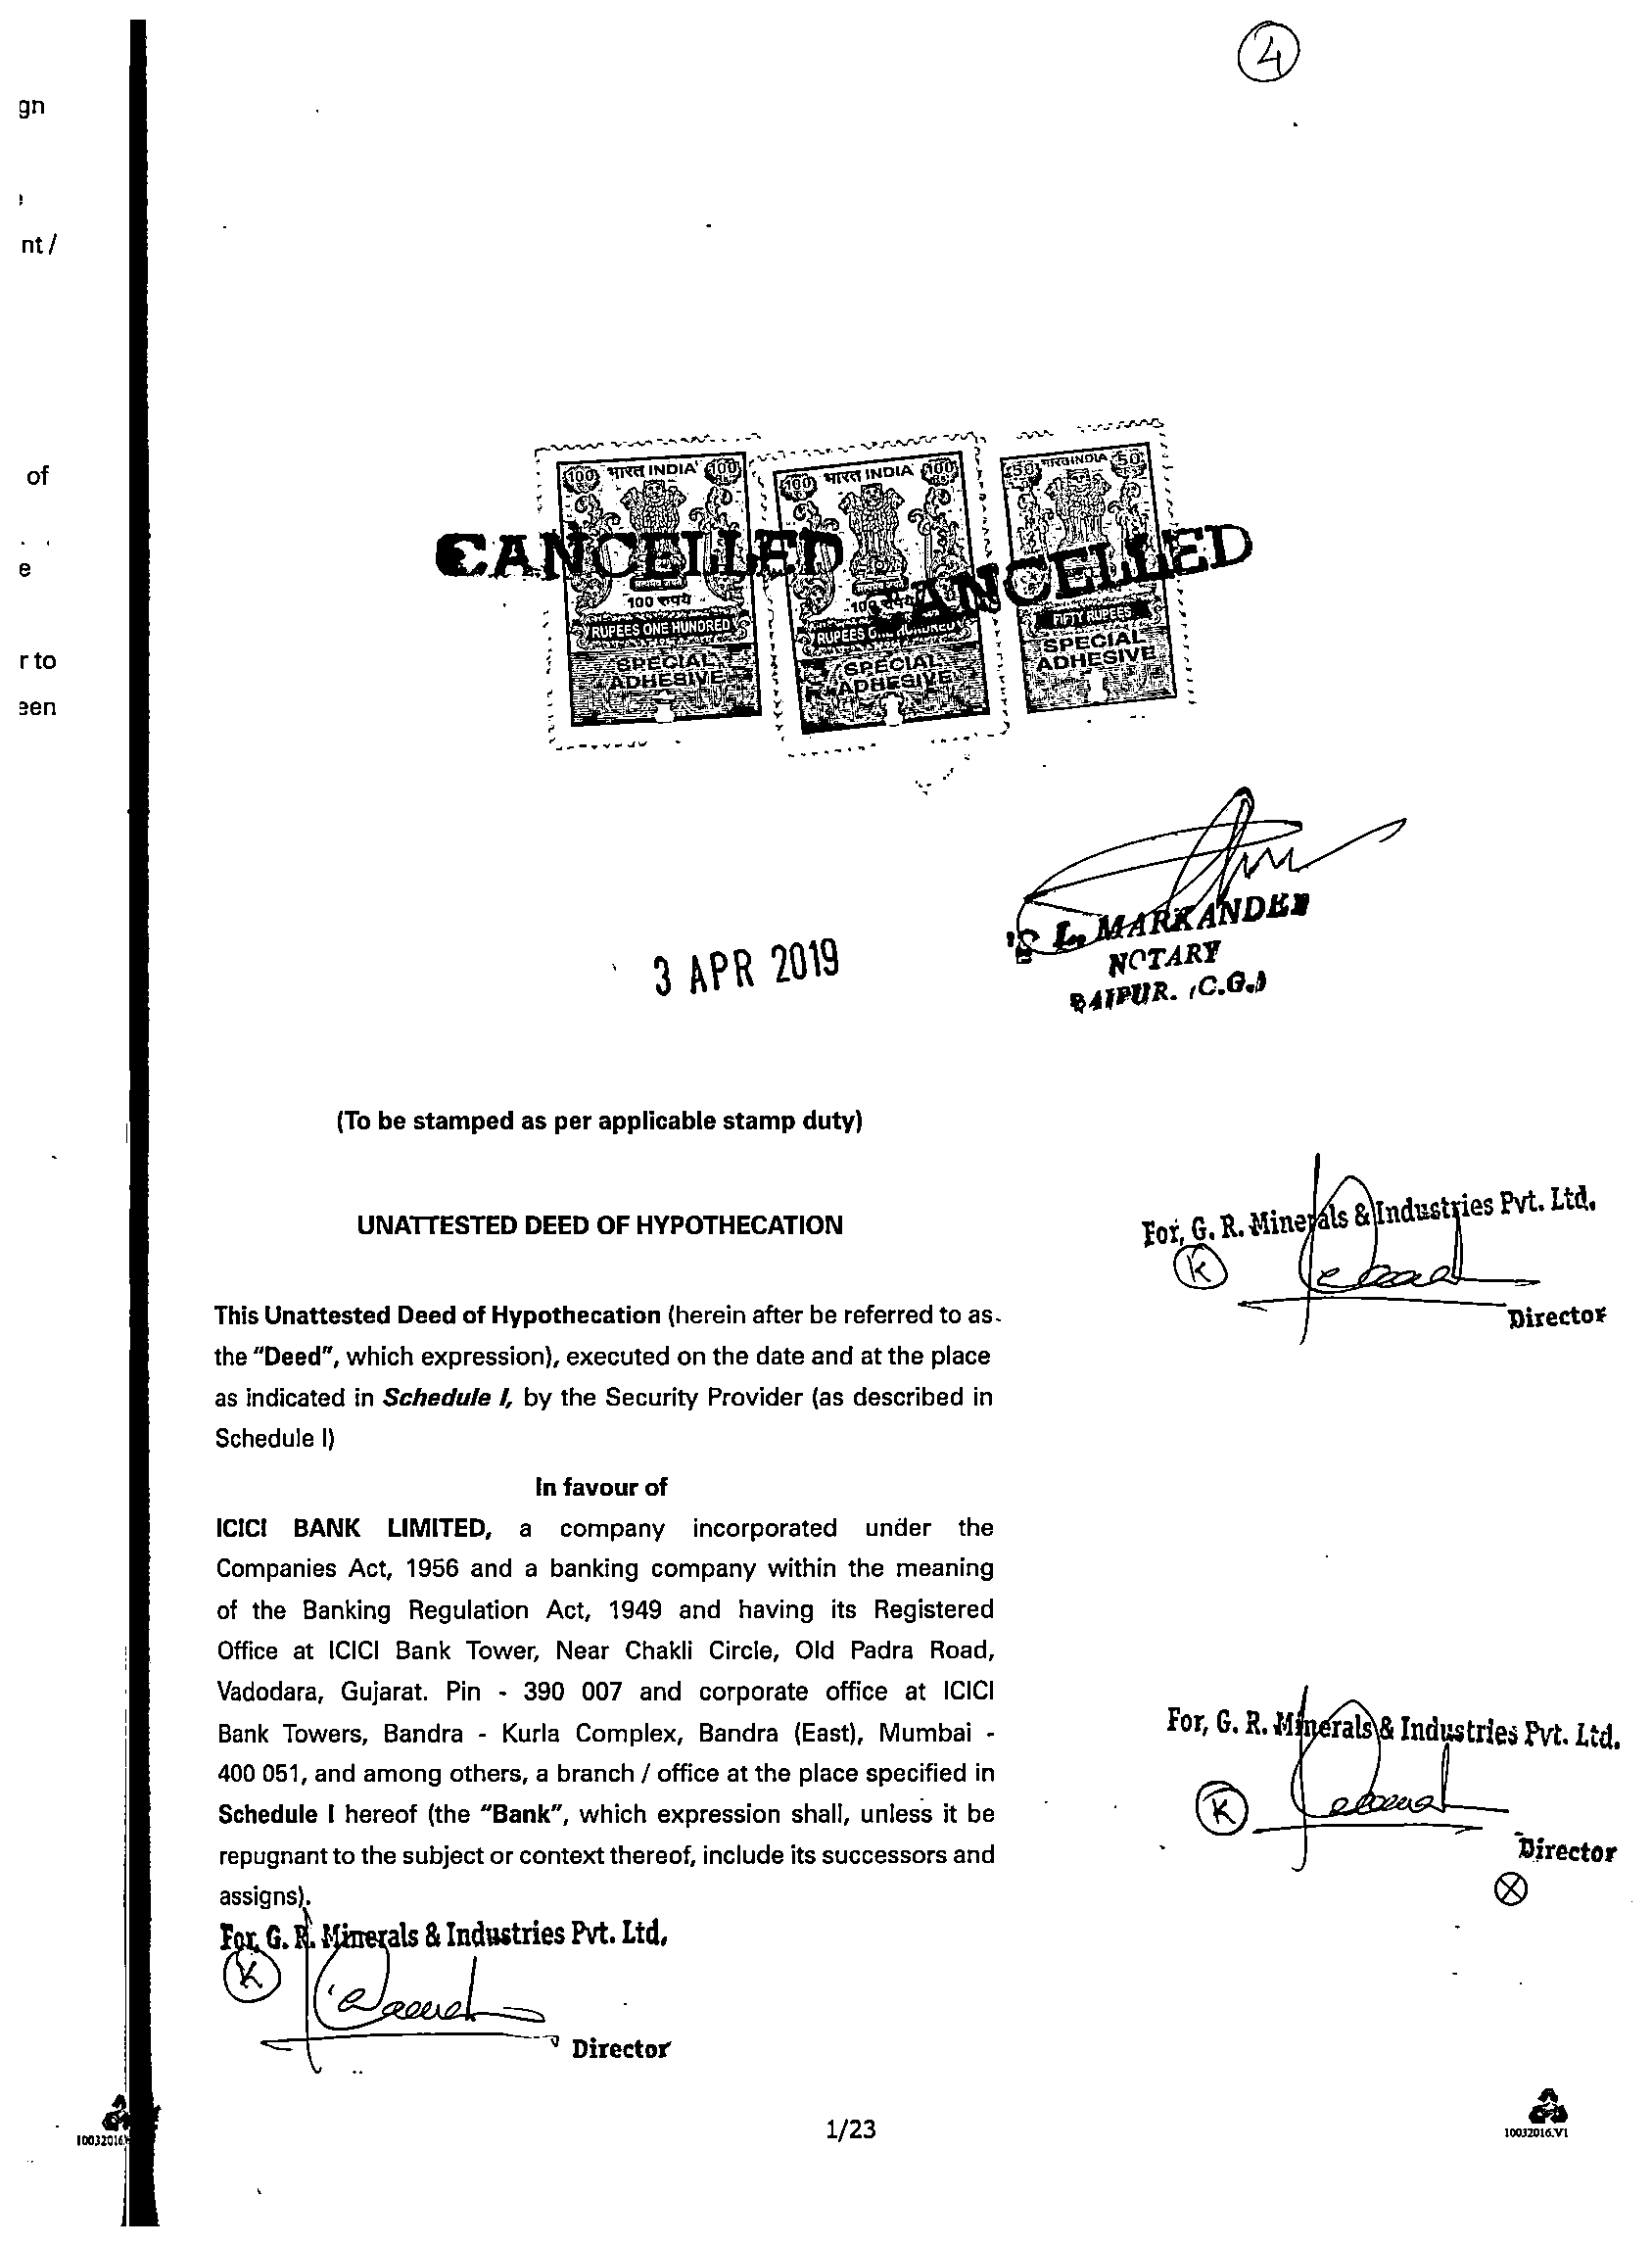 4
gn
nt /
of
e
r to
een
100 भारत INDIA 100
100 भारत INDIA 100
50 भारत INDIA 50
CANCELLED
CANCELLED
100 रुपये
RUPEES ONE HUNDRED
SPECIAL
ADHESIVE
RUPEES ONE HUNDRED
SPECIAL
ADHESIVE
FIFTY RUPEES
SPECIAL
ADHESIVE
L. MARKANDEY
NOTARY
RAIPUR. (C.G.)
3 APR 2019
(To be stamped as per applicable stamp duty)
UNATTESTED DEED OF HYPOTHECATION
For, G. R. Minerals & Industries Pvt. Ltd.
K
Director
This Unattested Deed of Hypothecation (herein after be referred to as
the "Deed", which expression), executed on the date and at the place
as indicated in Schedule I, by the Security Provider (as described in
Schedule I)
In favour of
ICICI BANK LIMITED, a company incorporated under the
Companies Act, 1956 and a banking company within the meaning
of the Banking Regulation Act, 1949 and having its Registered
Office at ICICI Bank Tower, Near Chakli Circle, Old Padra Road,
Vadodara, Gujarat. Pin - 390 007 and corporate office at ICICI
Bank Towers, Bandra - Kurla Complex, Bandra (East), Mumbai -
400 051, and among others, a branch / office at the place specified in
Schedule I hereof (the "Bank", which expression shall, unless it be
repugnant to the subject or context thereof, include its successors and
assigns).
For, G. R. Minerals & Industries Pvt. Ltd.
K
Director
For, G. R. Minerals & Industries Pvt. Ltd.
K
Director
10032016.
1/23
10032016.V1